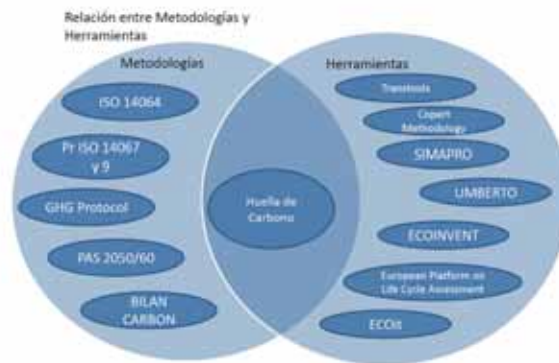 Relación entre Metodologías y
Herramientas
Metodologías
ISO 14064
Pr ISO 14067
y 9
GHG Protocol
PAS 2050/60
BILAN
CARBON
Huella de
Carbono
Herramientas
Transtools
Copert
Methodology
SIMAPRO
UMBERTO
ECOINVENT
European Platform on
Life Cycle Assessment
ECOit